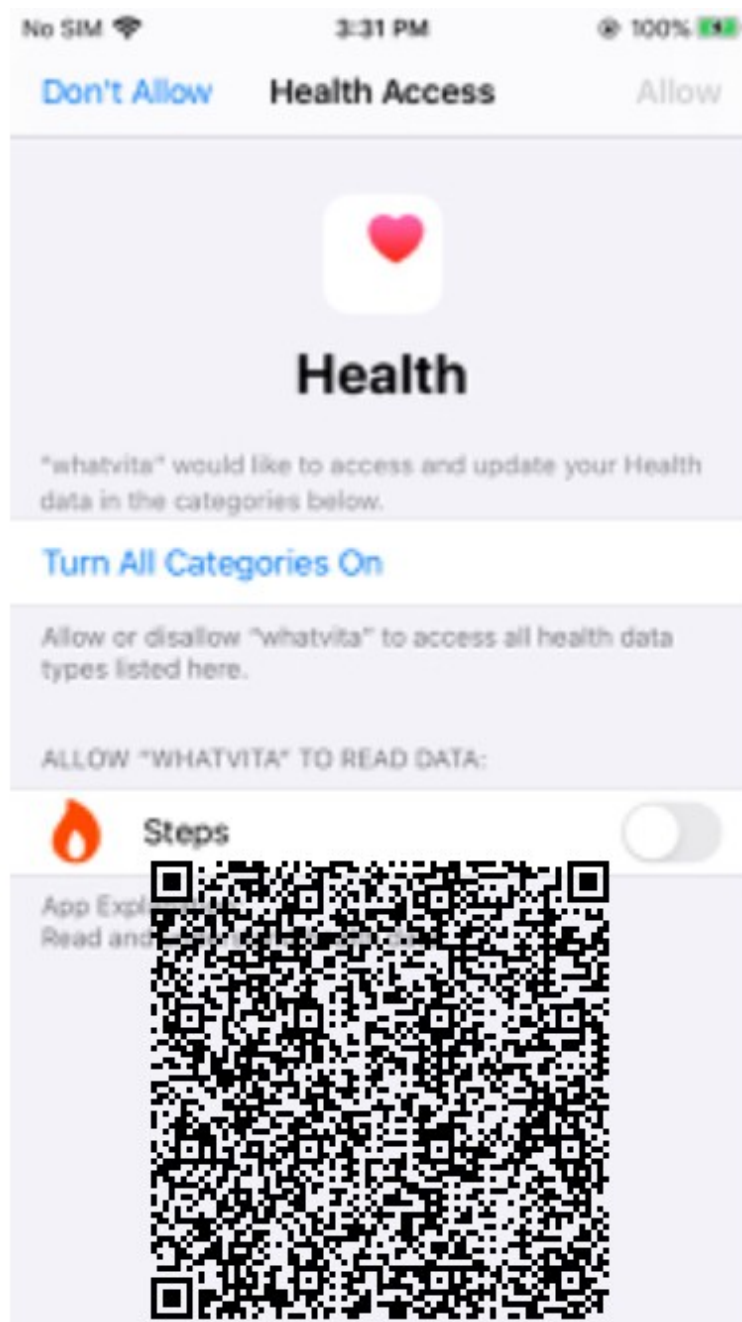 No SIM 3:31 PM 100%
Don't Allow Health Access Allow
Health
"whatvita" would like to access and update your Health
data in the categories below.
Turn All Categories On
Allow or disallow "whatvita" to access all health data
types listed here.
ALLOW "WHATVITA" TO READ DATA:
Steps
App
Read and